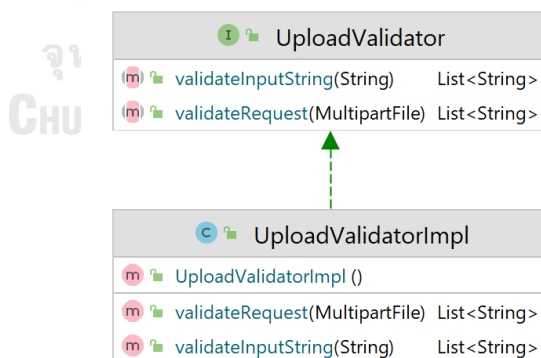 จุ
CHU
I UploadValidator
m validateInputString(String) List<String>
m validateRequest(MultipartFile) List<String>
C UploadValidatorImpl
m UploadValidatorImpl ()
m validateRequest(MultipartFile) List<String>
m validateInputString(String) List<String>